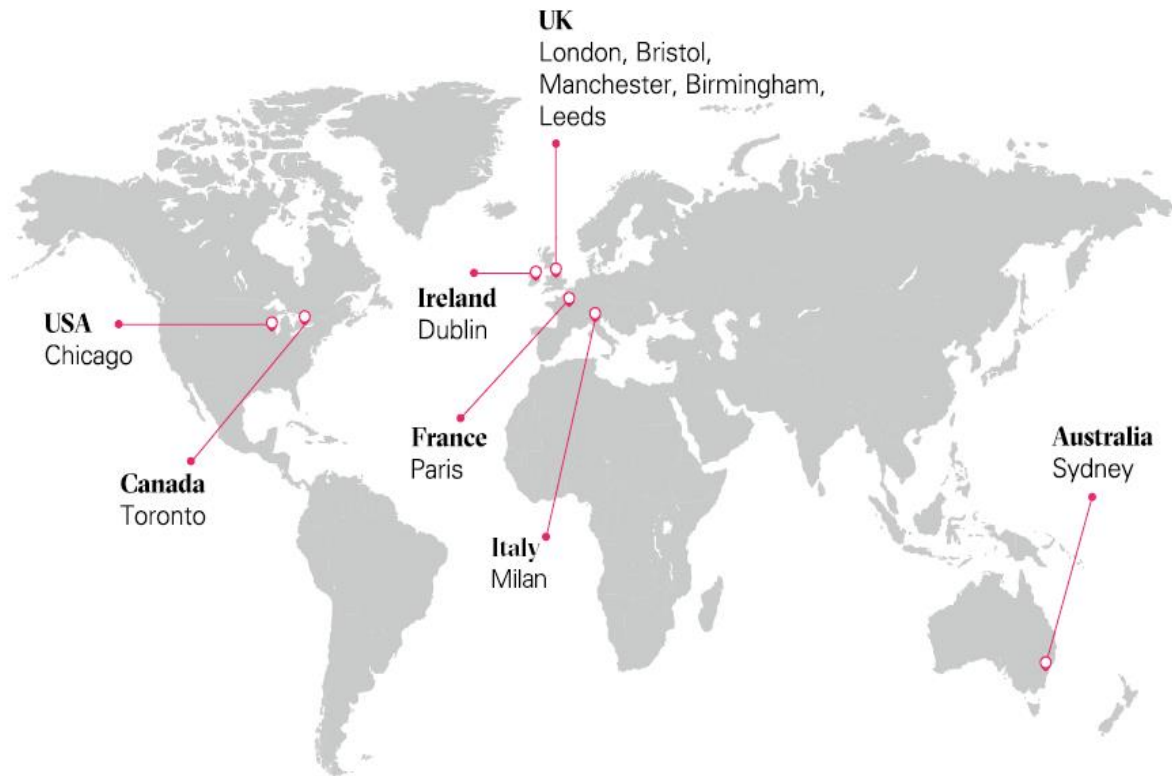 UK
London, Bristol,
Manchester, Birmingham,
Leeds
Ireland
Dublin
USA
Chicago
France
Paris
Australia
Sydney
Canada
Toronto
Italy
Milan